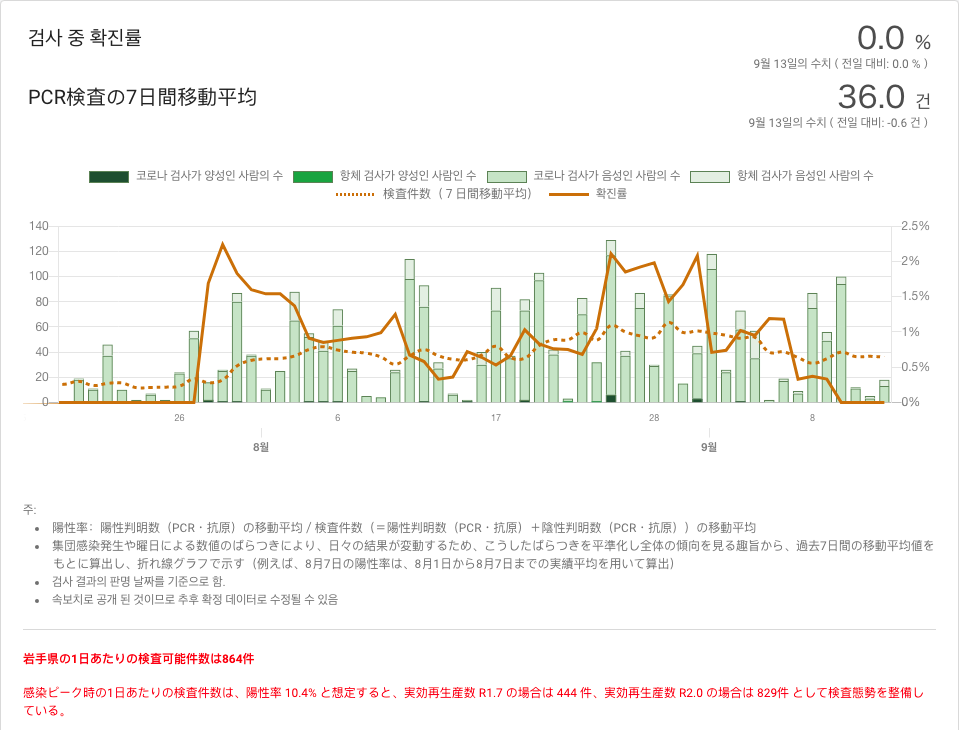 검사 중 확진률
0.0 %
9월 13일의 수치 ( 전일 대비: 0.0 % )
PCR検査の7日間移動平均
36.0 건
9월 13일의 수치 ( 전일 대비: -0.6 건 )
코로나 검사가 양성인 사람의 수 항체 검사가 양성인 사람인 수 코로나 검사가 음성인 사람의 수 항체 검사가 음성인 사람의 수
検査件数（７日間移動平均） 확진률
140 2.5%
120 2%
100 1.5%
80 1%
60 0.5%
40 0%
20
0
26 6 17 28 8
8월 9월
주:
陽性率：陽性判明数（PCR・抗原）の移動平均 / 検査件数（＝陽性判明数（PCR・抗原）＋陰性判明数（PCR・抗原））の移動平均
集団感染発生や曜日による数値のばらつきにより、日々の結果が変動するため、こうしたばらつきを平準化し全体の傾向を見る趣旨から、過去7日間の移動平均値を
もとに算出し、折れ線グラフで示す（例えば、8月7日の陽性率は、8月1日から8月7日までの実績平均を用いて算出）
검사 결과의 판명 날짜를 기준으로 함.
속보치로 공개 된 것이므로 추후 확정 데이터로 수정될 수 있음
岩手県の1日あたりの検査可能件数は864件
感染ピーク時の1日あたりの検査件数は、陽性率 10.4% と想定すると、実効再生産数 R1.7 の場合は 444 件、実効再生産数 R2.0 の場合は 829件 として検査態勢を整備し
ている。